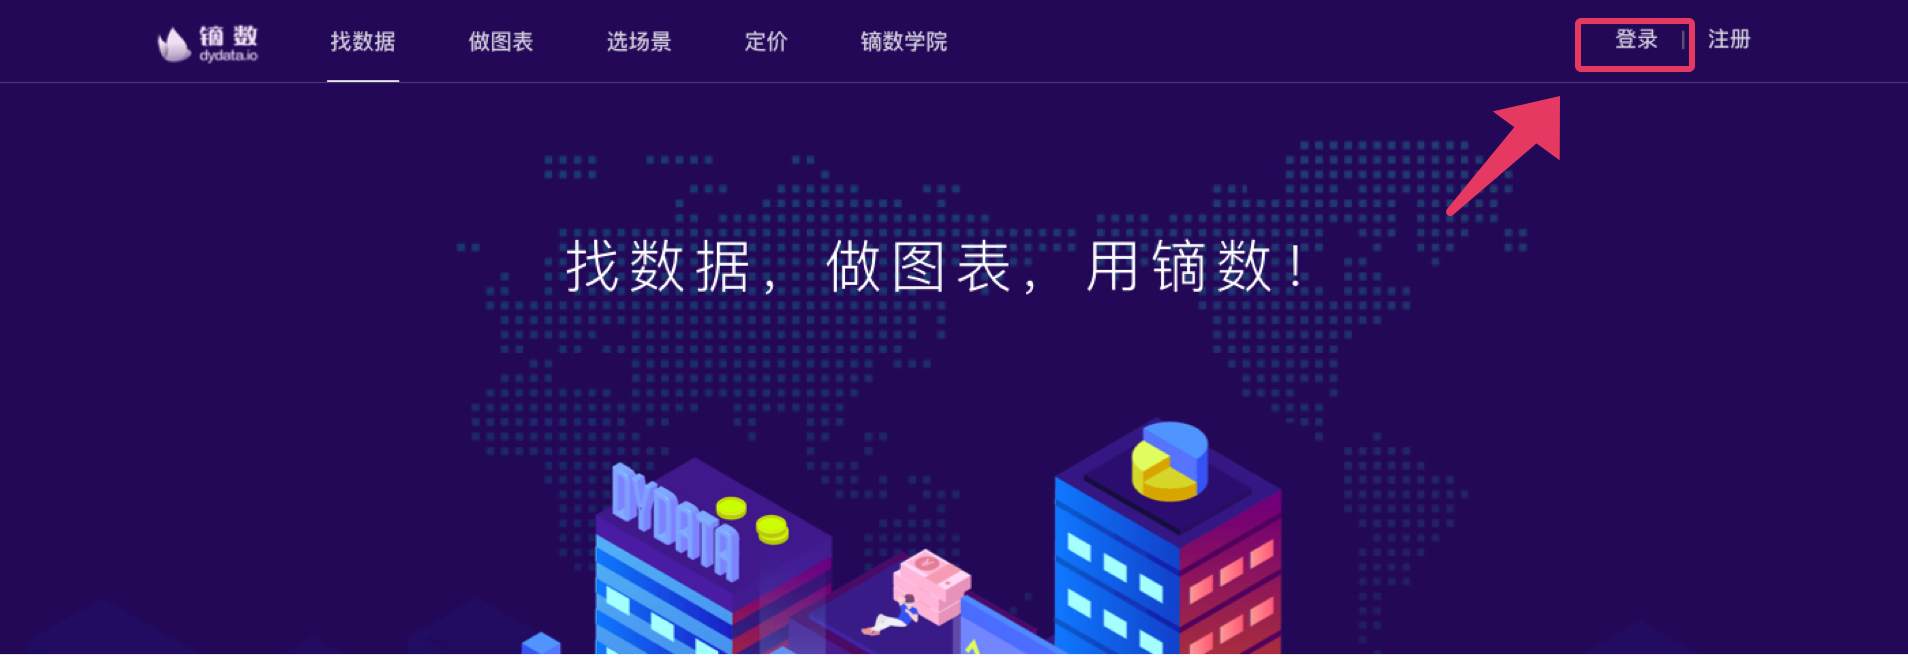 镝数
dydata.io
找数据
做图表
选场景
定价
镝数学院
登录 | 注册
找数据，做图表，用镝数！
DYDATA